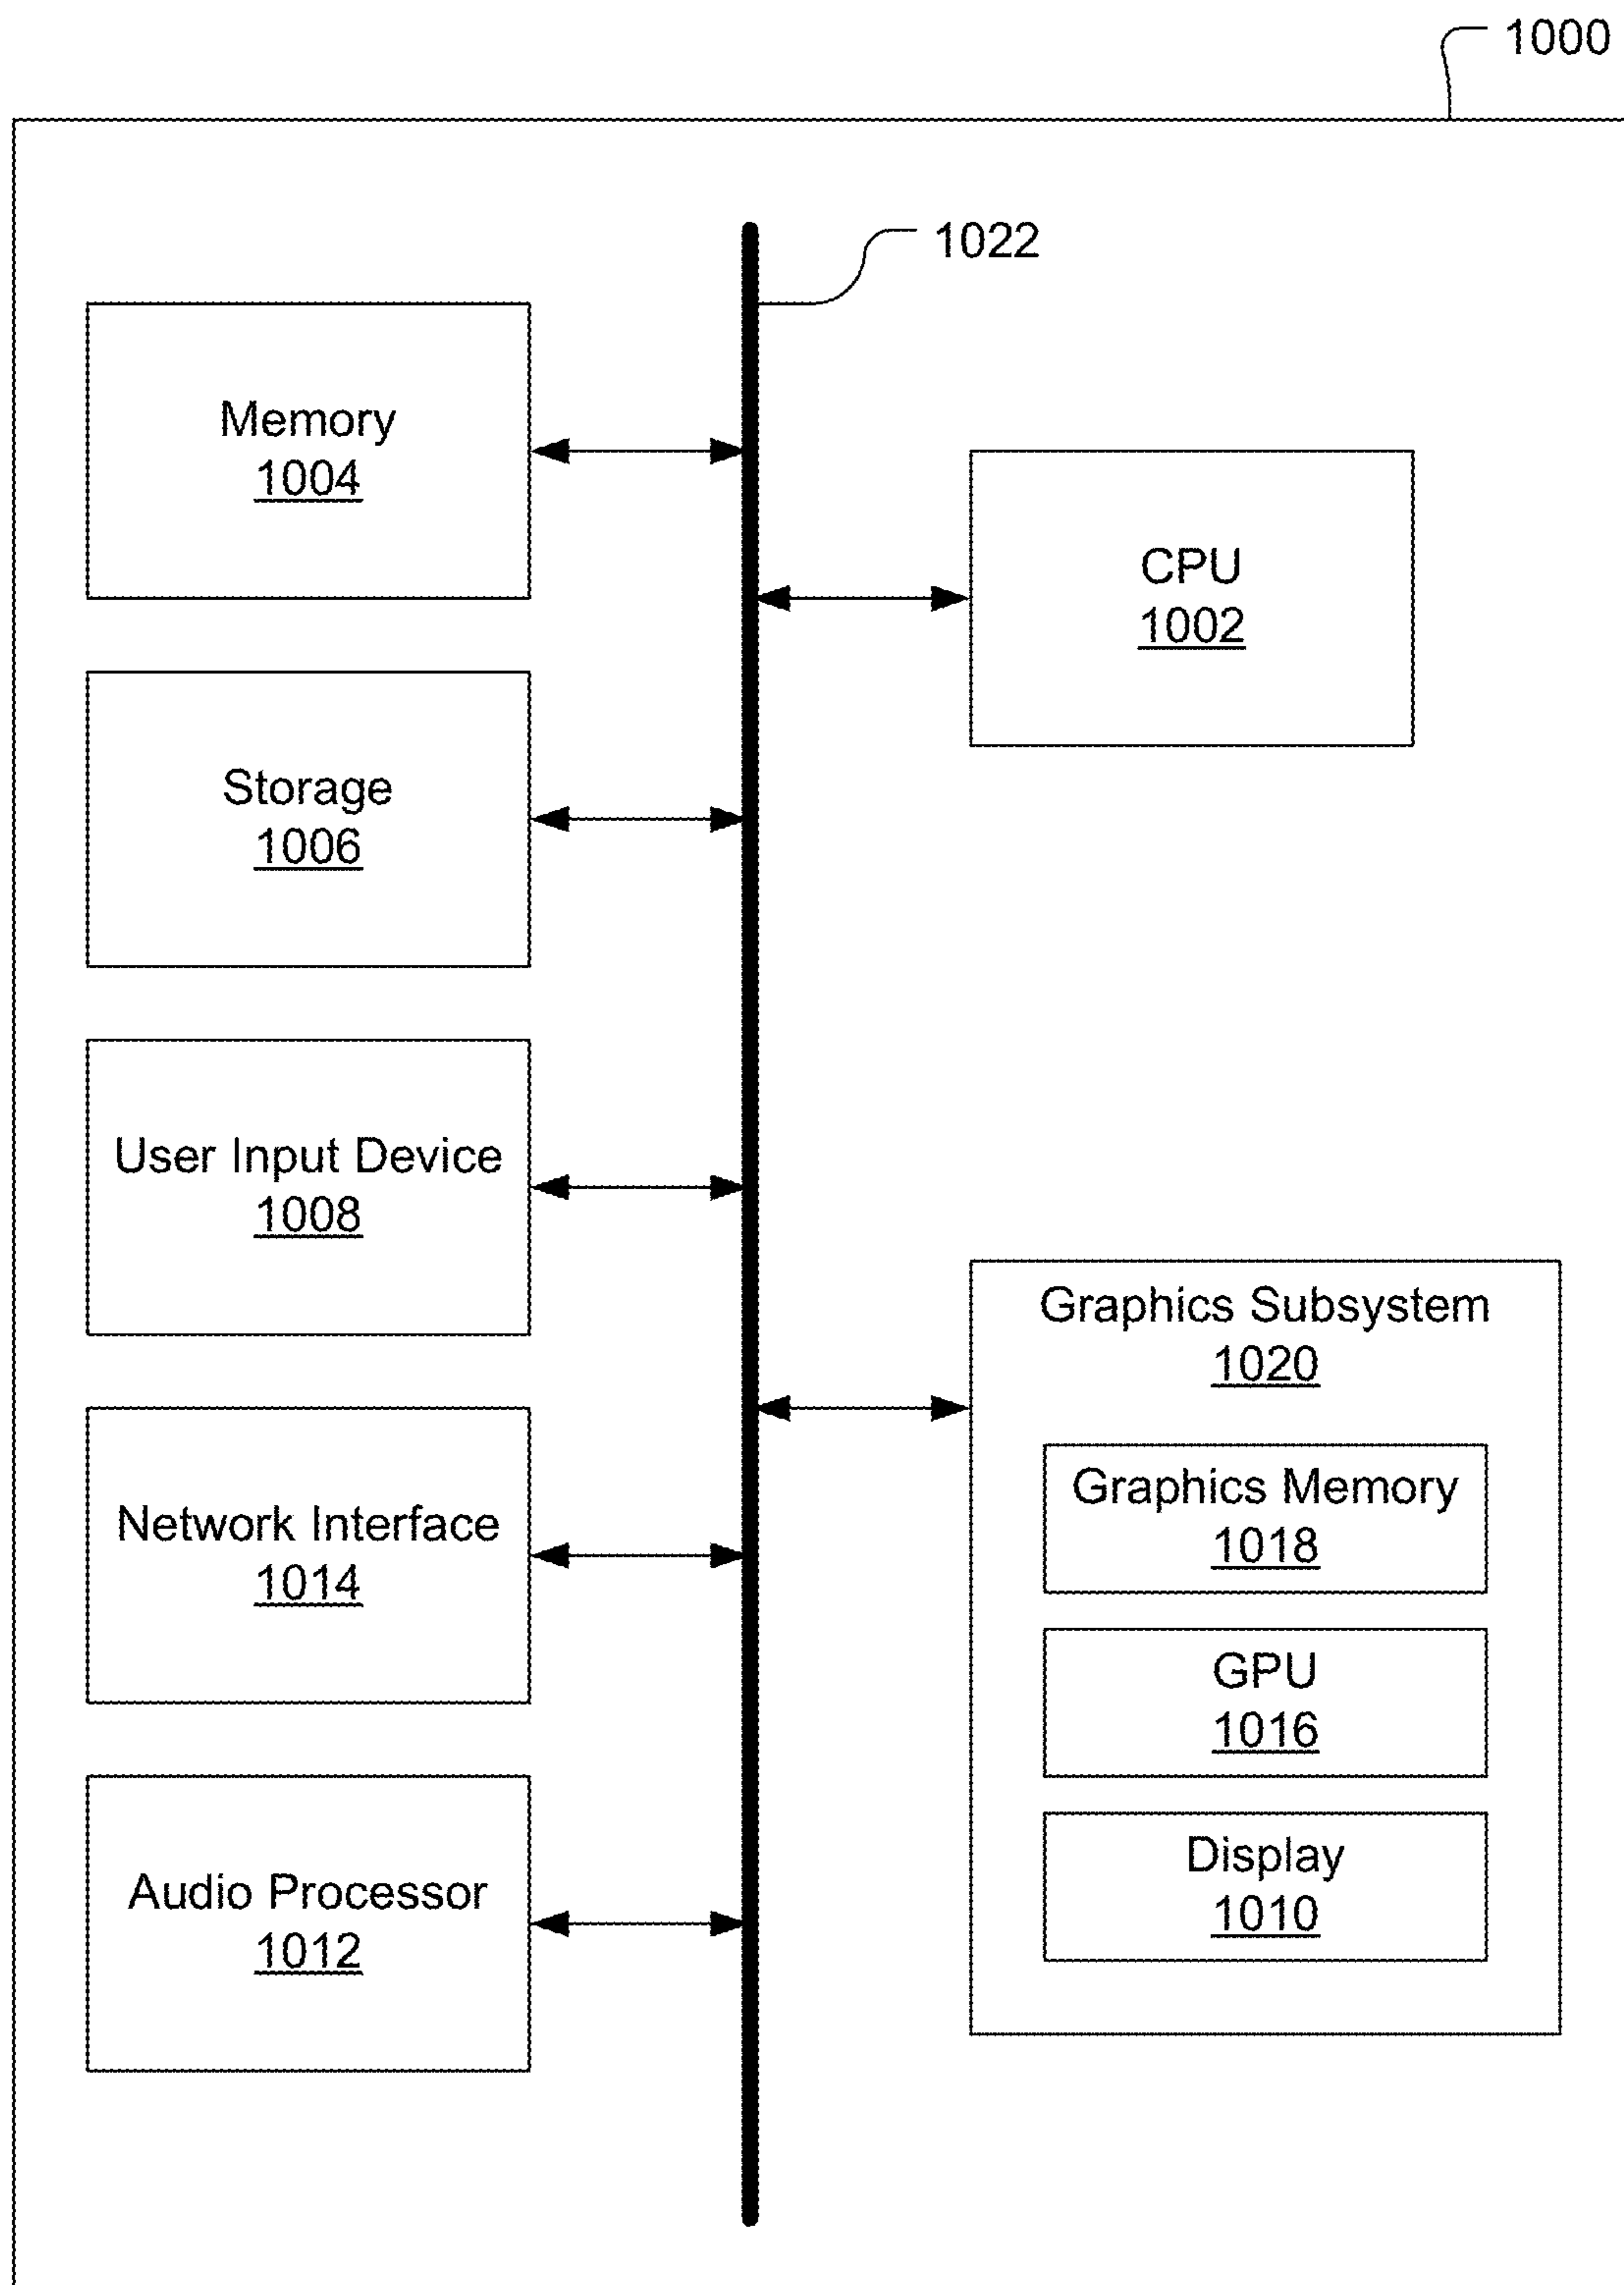 1000
1022
Memory
1004
CPU
1002
Storage
1006
User Input Device
1008
Graphics Subsystem
1020
Graphics Memory
1018
Network Interface
1014
GPU
1016
Display
1010
Audio Processor
1012